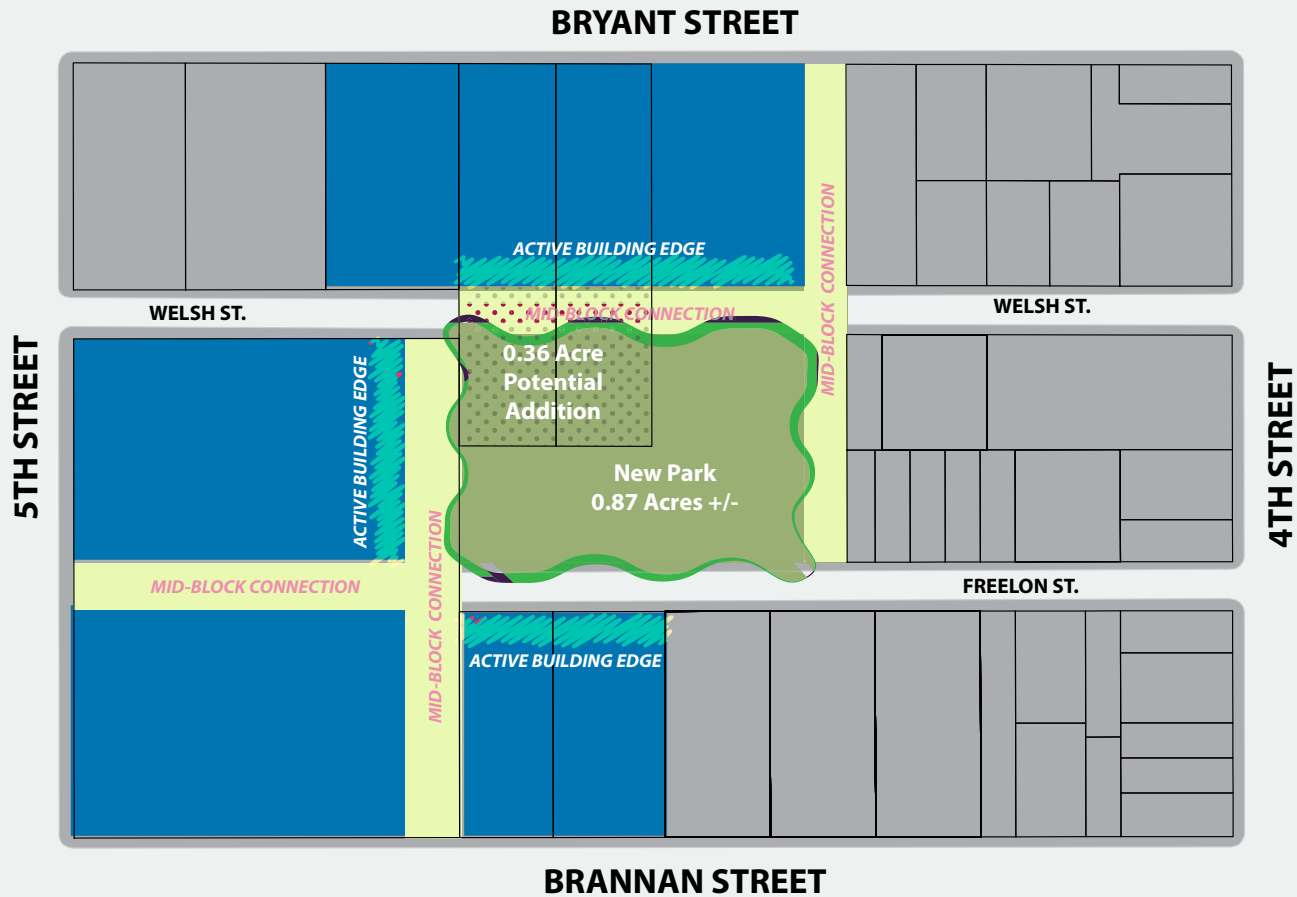 BRYANT STREET
ACTIVE BUILDING EDGE
MID-BLOCK CONNECTION
WELSH ST.
MID-BLOCK CONNECTION
WELSH ST.
5TH STREET
ACTIVE BUILDING EDGE
0.36 Acre
Potential
Addition
New Park
0.87 Acres +/-
4TH STREET
MID-BLOCK CONNECTION
MID-BLOCK CONNECTION
FREELON ST.
ACTIVE BUILDING EDGE
BRANNAN STREET